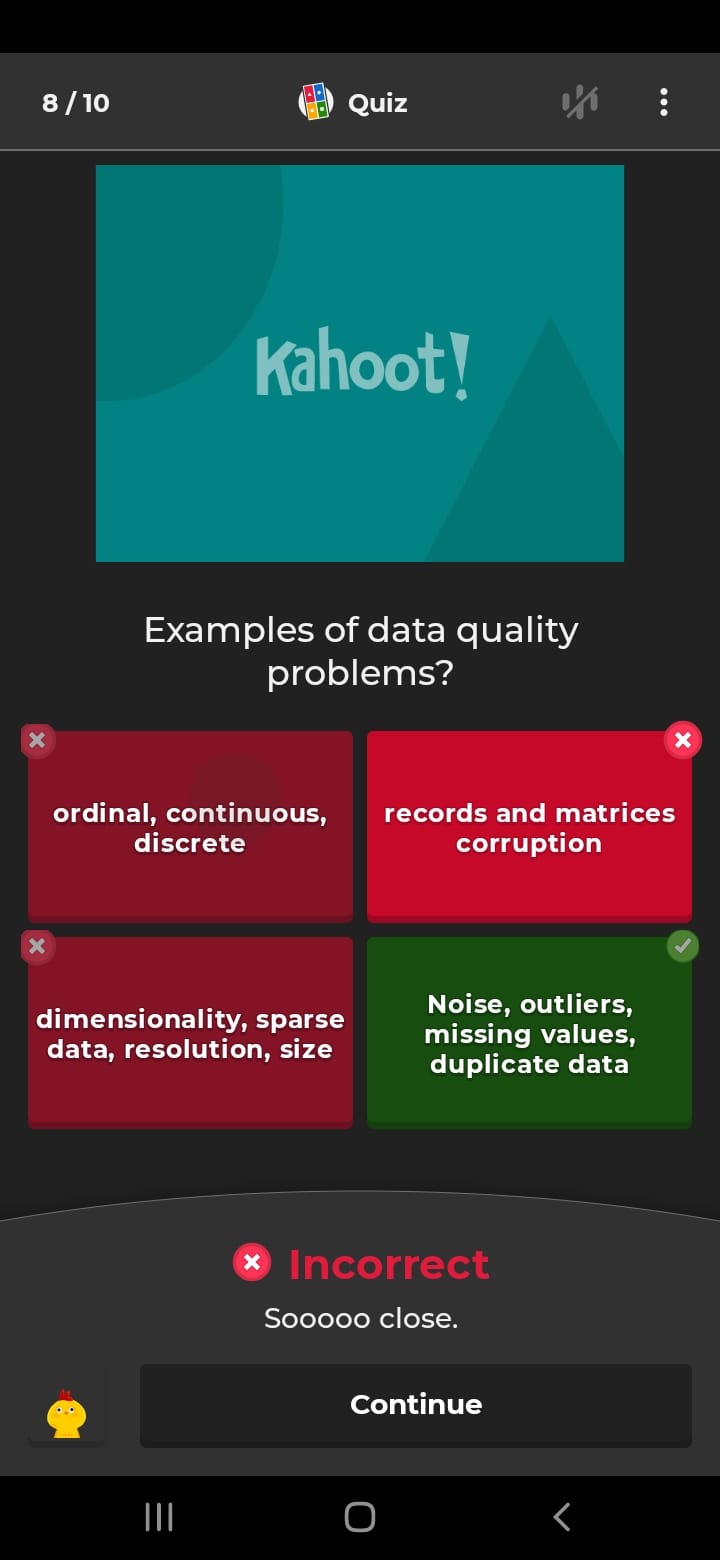 8 / 10
Quiz
Kahoot!
Examples of data quality
problems?
ordinal, continuous,
discrete
records and matrices
corruption
dimensionality, sparse
data, resolution, size
Noise, outliers,
missing values,
duplicate data
Incorrect
Sooooo close.
Continue